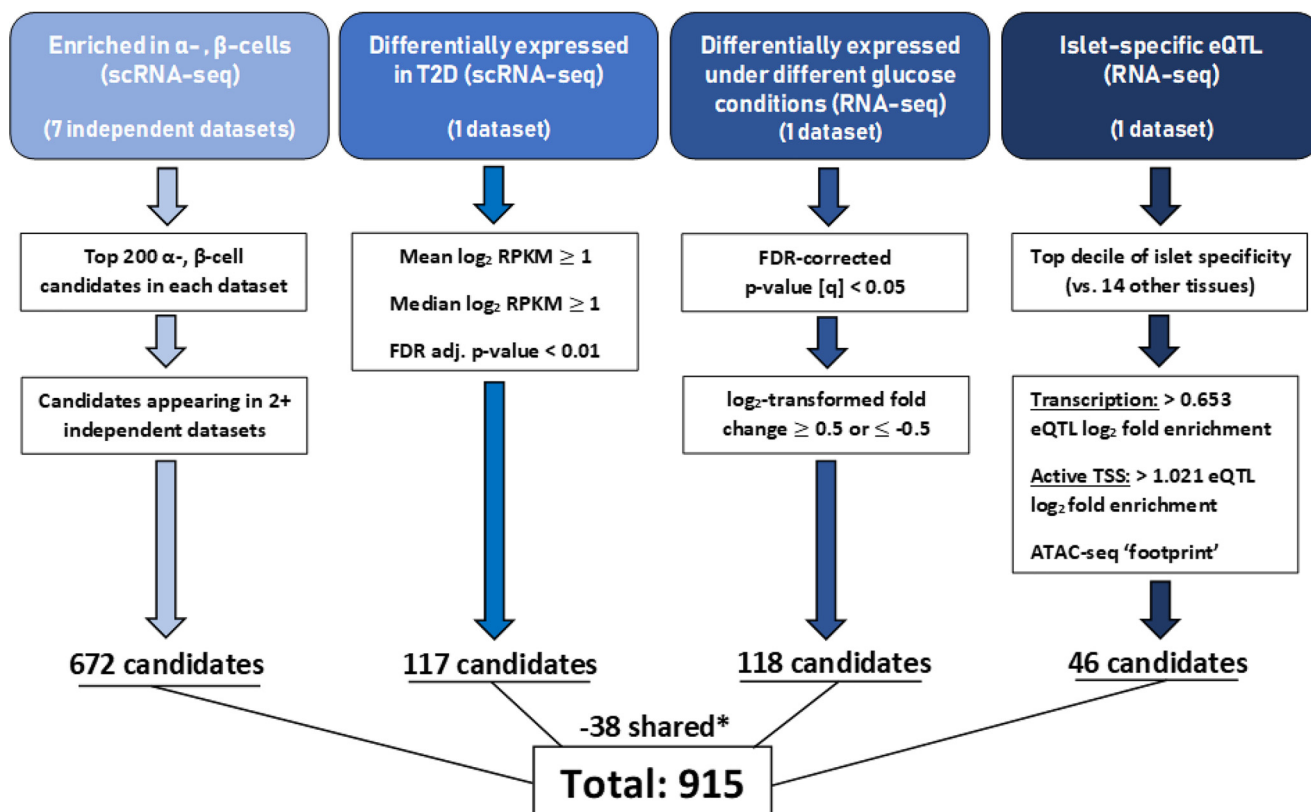 Enriched in α-, β-cells
(scRNA-seq)
(7 independent datasets)
Top 200 α-, β-cell
candidates in each dataset
Candidates appearing in 2+
independent datasets
672 candidates
Differentially expressed
in T2D (scRNA-seq)
(1 dataset)
Mean log₂ RPKM ≥ 1
Median log₂ RPKM ≥ 1
FDR adj. p-value < 0.01
117 candidates
Differentially expressed
under different glucose
conditions (RNA-seq)
(1 dataset)
FDR-corrected
p-value [q] < 0.05
log₂-transformed fold
change ≥ 0.5 or ≤ -0.5
118 candidates
Islet-specific eQTL
(RNA-seq)
(1 dataset)
Top decile of islet specificity
(vs. 14 other tissues)
Transcription: > 0.653
eQTL log₂ fold enrichment
Active TSS: > 1.021 eQTL
log₂ fold enrichment
ATAC-seq ‘footprint’
46 candidates
-38 shared*
Total: 915